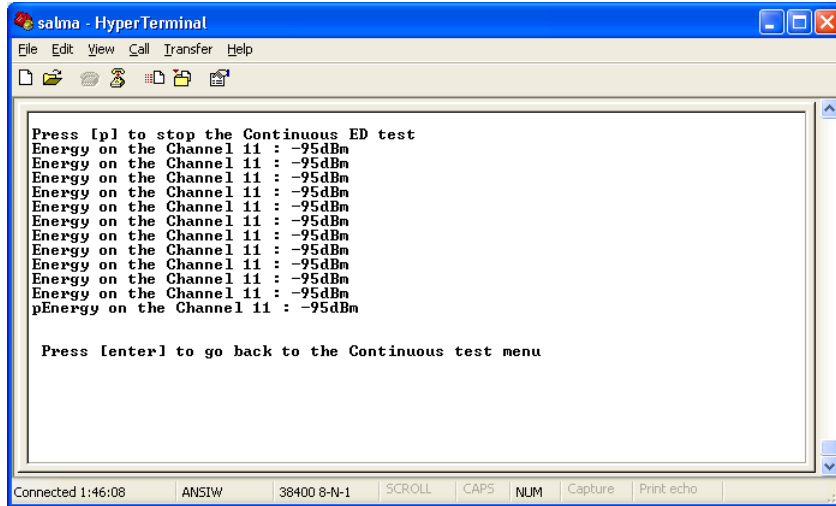 salma - HyperTerminal
File Edit View Call Transfer Help
Press [p] to stop the Continuous ED test
Energy on the Channel 11 : -95dBm
Energy on the Channel 11 : -95dBm
Energy on the Channel 11 : -95dBm
Energy on the Channel 11 : -95dBm
Energy on the Channel 11 : -95dBm
Energy on the Channel 11 : -95dBm
Energy on the Channel 11 : -95dBm
Energy on the Channel 11 : -95dBm
Energy on the Channel 11 : -95dBm
Energy on the Channel 11 : -95dBm
Energy on the Channel 11 : -95dBm
pEnergy on the Channel 11 : -95dBm
Press [enter] to go back to the Continuous test menu
Connected 1:46:08 ANSIW 38400 8-N-1 SCROLL CAPS NUM Capture Print echo